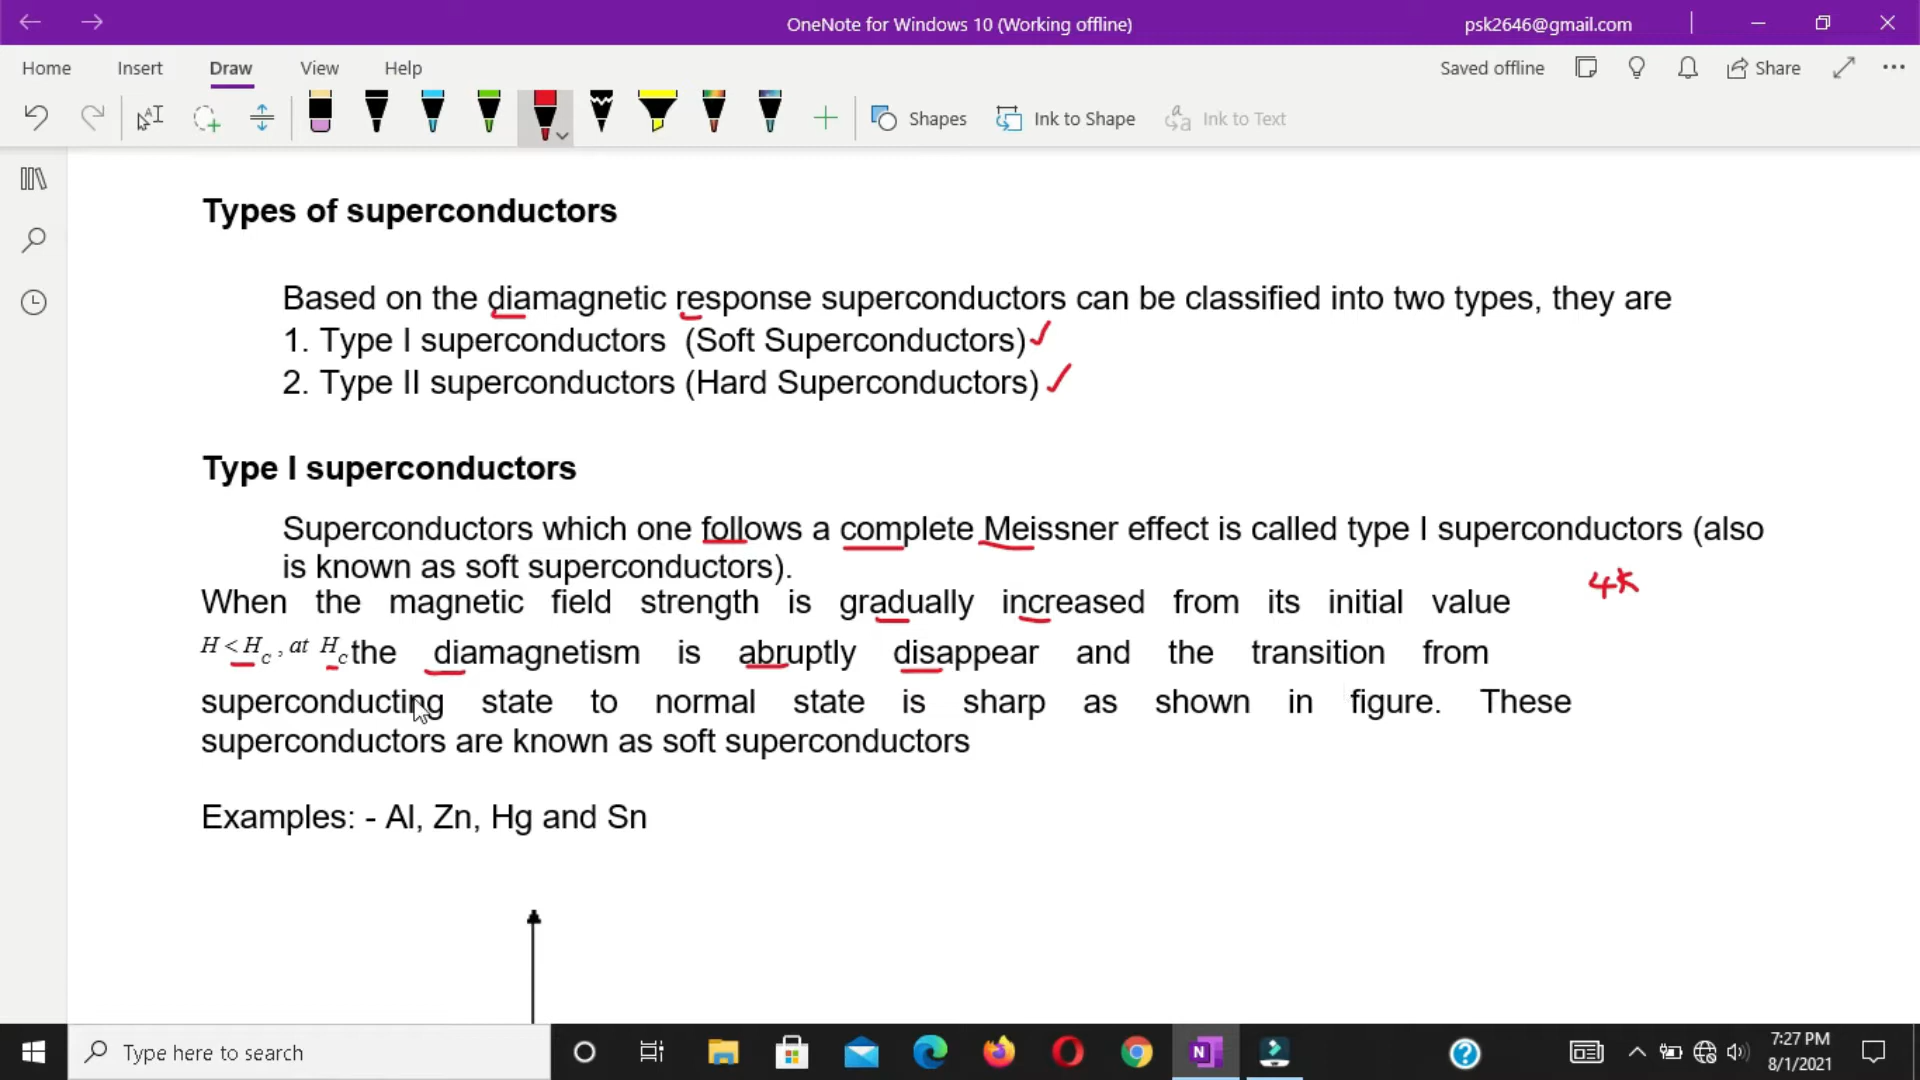 OneNote for Windows 10 (Working offline)
psk2646@gmail.com
Home Insert Draw View Help
Saved offline
Share
Shapes
Ink to Shape
Ink to Text
Types of superconductors
Based on the diamagnetic response superconductors can be classified into two types, they are
1. Type I superconductors (Soft Superconductors)
2. Type II superconductors (Hard Superconductors)
Type I superconductors
Superconductors which one follows a complete Meissner effect is called type I superconductors (also
is known as soft superconductors).
4K
When the magnetic field strength is gradually increased from its initial value
H < Hc , at Hc the diamagnetism is abruptly disappear and the transition from
superconducting state to normal state is sharp as shown in figure. These
superconductors are known as soft superconductors
Examples: - Al, Zn, Hg and Sn
Type here to search
7:27 PM
8/1/2021